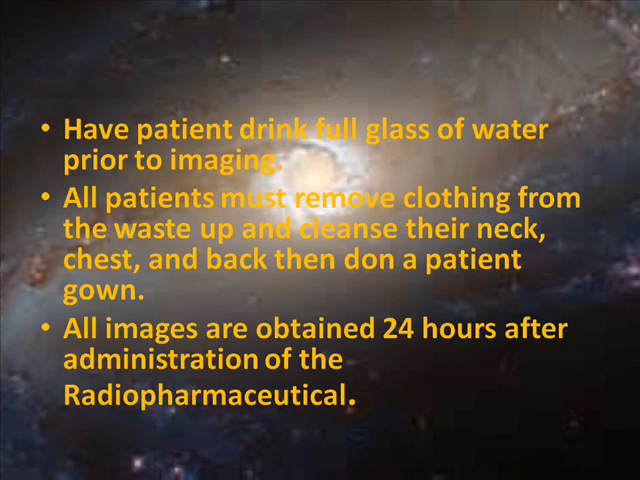 • Have patient drink full glass of water
prior to imaging.
• All patients must remove clothing from
the waste up and cleanse their neck,
chest, and back then don a patient
gown.
• All images are obtained 24 hours after
administration of the
Radiopharmaceutical.